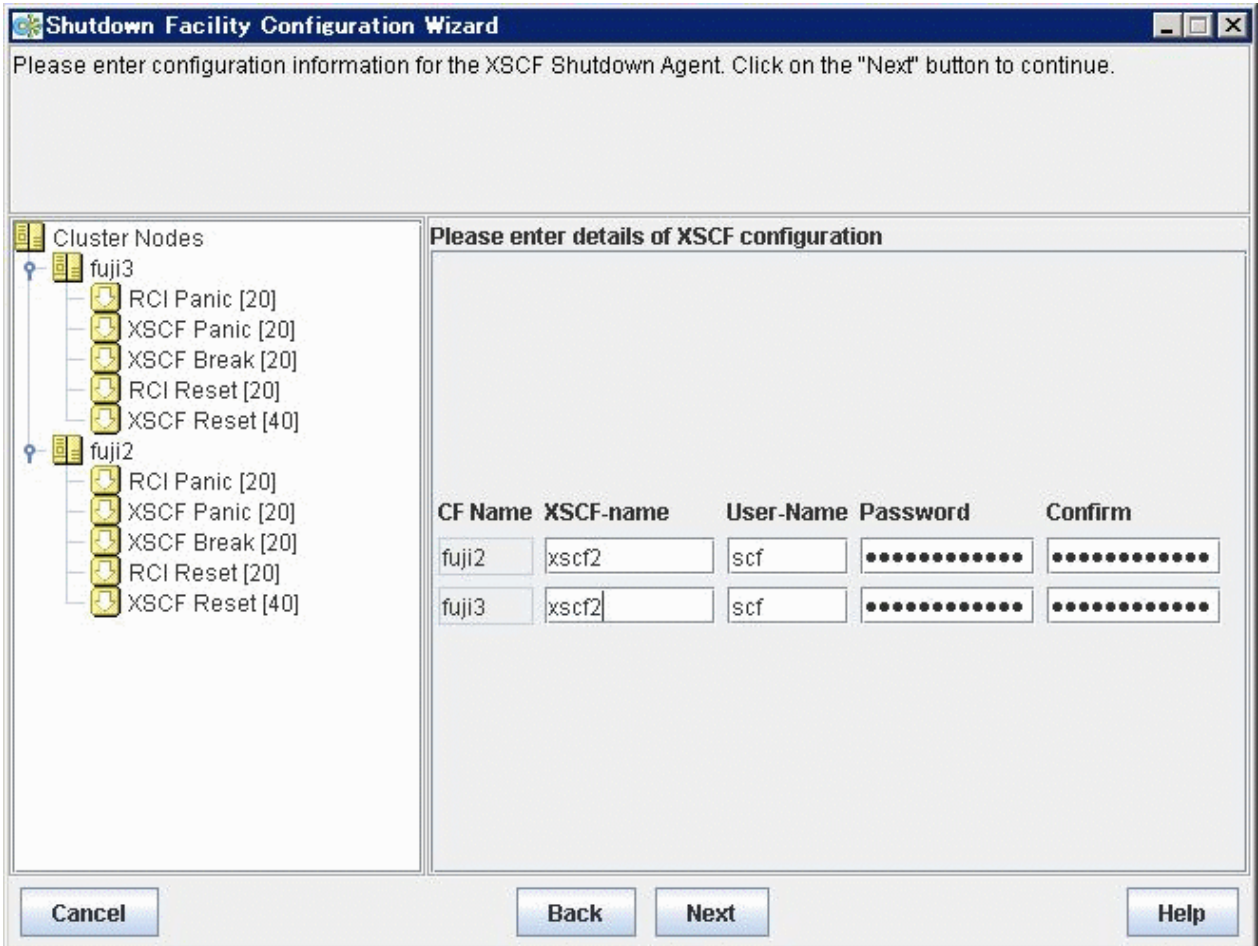 Shutdown Facility Configuration Wizard
Please enter configuration information for the XSCF Shutdown Agent. Click on the "Next" button to continue.
Cluster Nodes
fuji3
RCI Panic [20]
XSCF Panic [20]
XSCF Break [20]
RCI Reset [20]
XSCF Reset [40]
fuji2
RCI Panic [20]
XSCF Panic [20]
XSCF Break [20]
RCI Reset [20]
XSCF Reset [40]
Please enter details of XSCF configuration
CF Name XSCF-name User-Name Password Confirm
fuji2 xscf2 scf ●●●●●●●●●●●● ●●●●●●●●●●●●
fuji3 xscf2 scf ●●●●●●●●●●●● ●●●●●●●●●●●●
Cancel Back Next Help